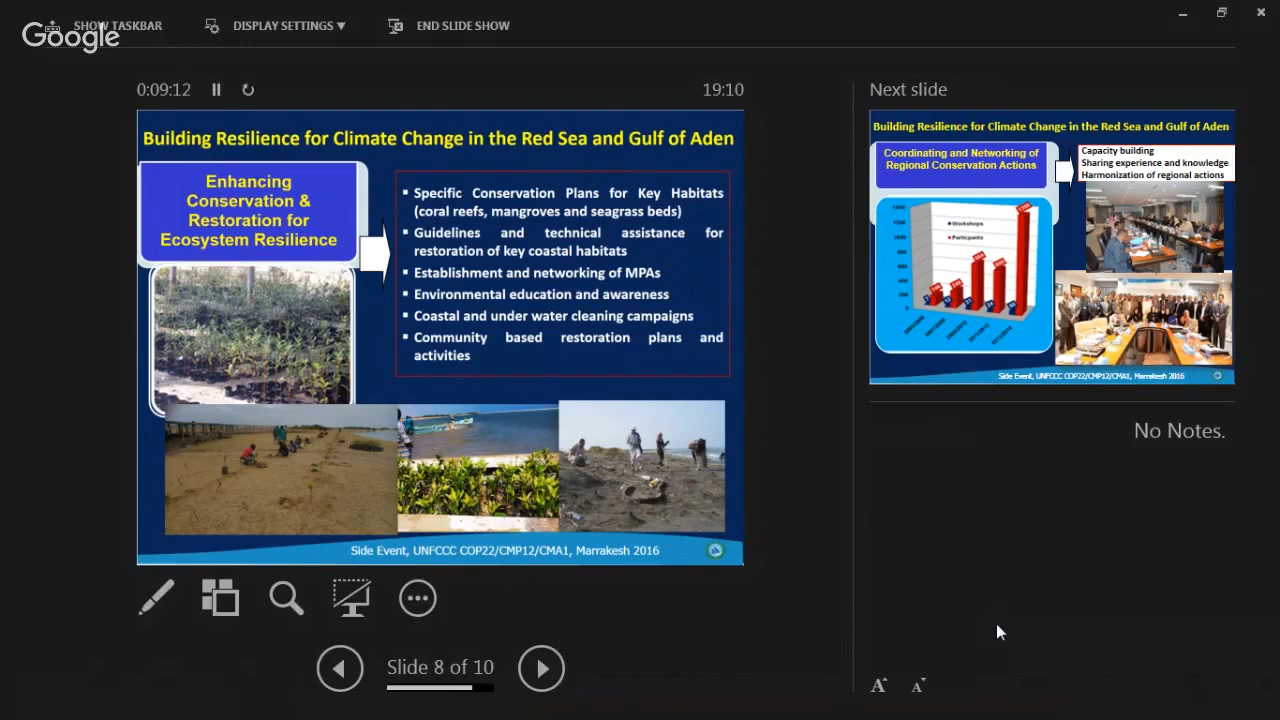 SHOW TASKBAR
DISPLAY SETTINGS ▼
END SLIDE SHOW
Google
0:09:12
19:10
Building Resilience for Climate Change in the Red Sea and Gulf of Aden
Enhancing
Conservation &
Restoration for
Ecosystem Resilience
▪ Specific Conservation Plans for Key Habitats
(coral reefs, mangroves and seagrass beds)
▪ Guidelines and technical assistance for
restoration of key coastal habitats
▪ Establishment and networking of MPAs
▪ Environmental education and awareness
▪ Coastal and under water cleaning campaigns
▪ Community based restoration plans and
activities
Side Event, UNFCCC COP22/CMP12/CMA1, Marrakesh 2016
Slide 8 of 10
Next slide
Building Resilience for Climate Change in the Red Sea and Gulf of Aden
Coordinating and Networking of
Regional Conservation Actions
Capacity building
Sharing experience and knowledge
Harmonization of regional actions
Workshops
Side Event, UNFCCC COP22/CMP12/CMA1, Marrakesh 2016
No Notes.
A A